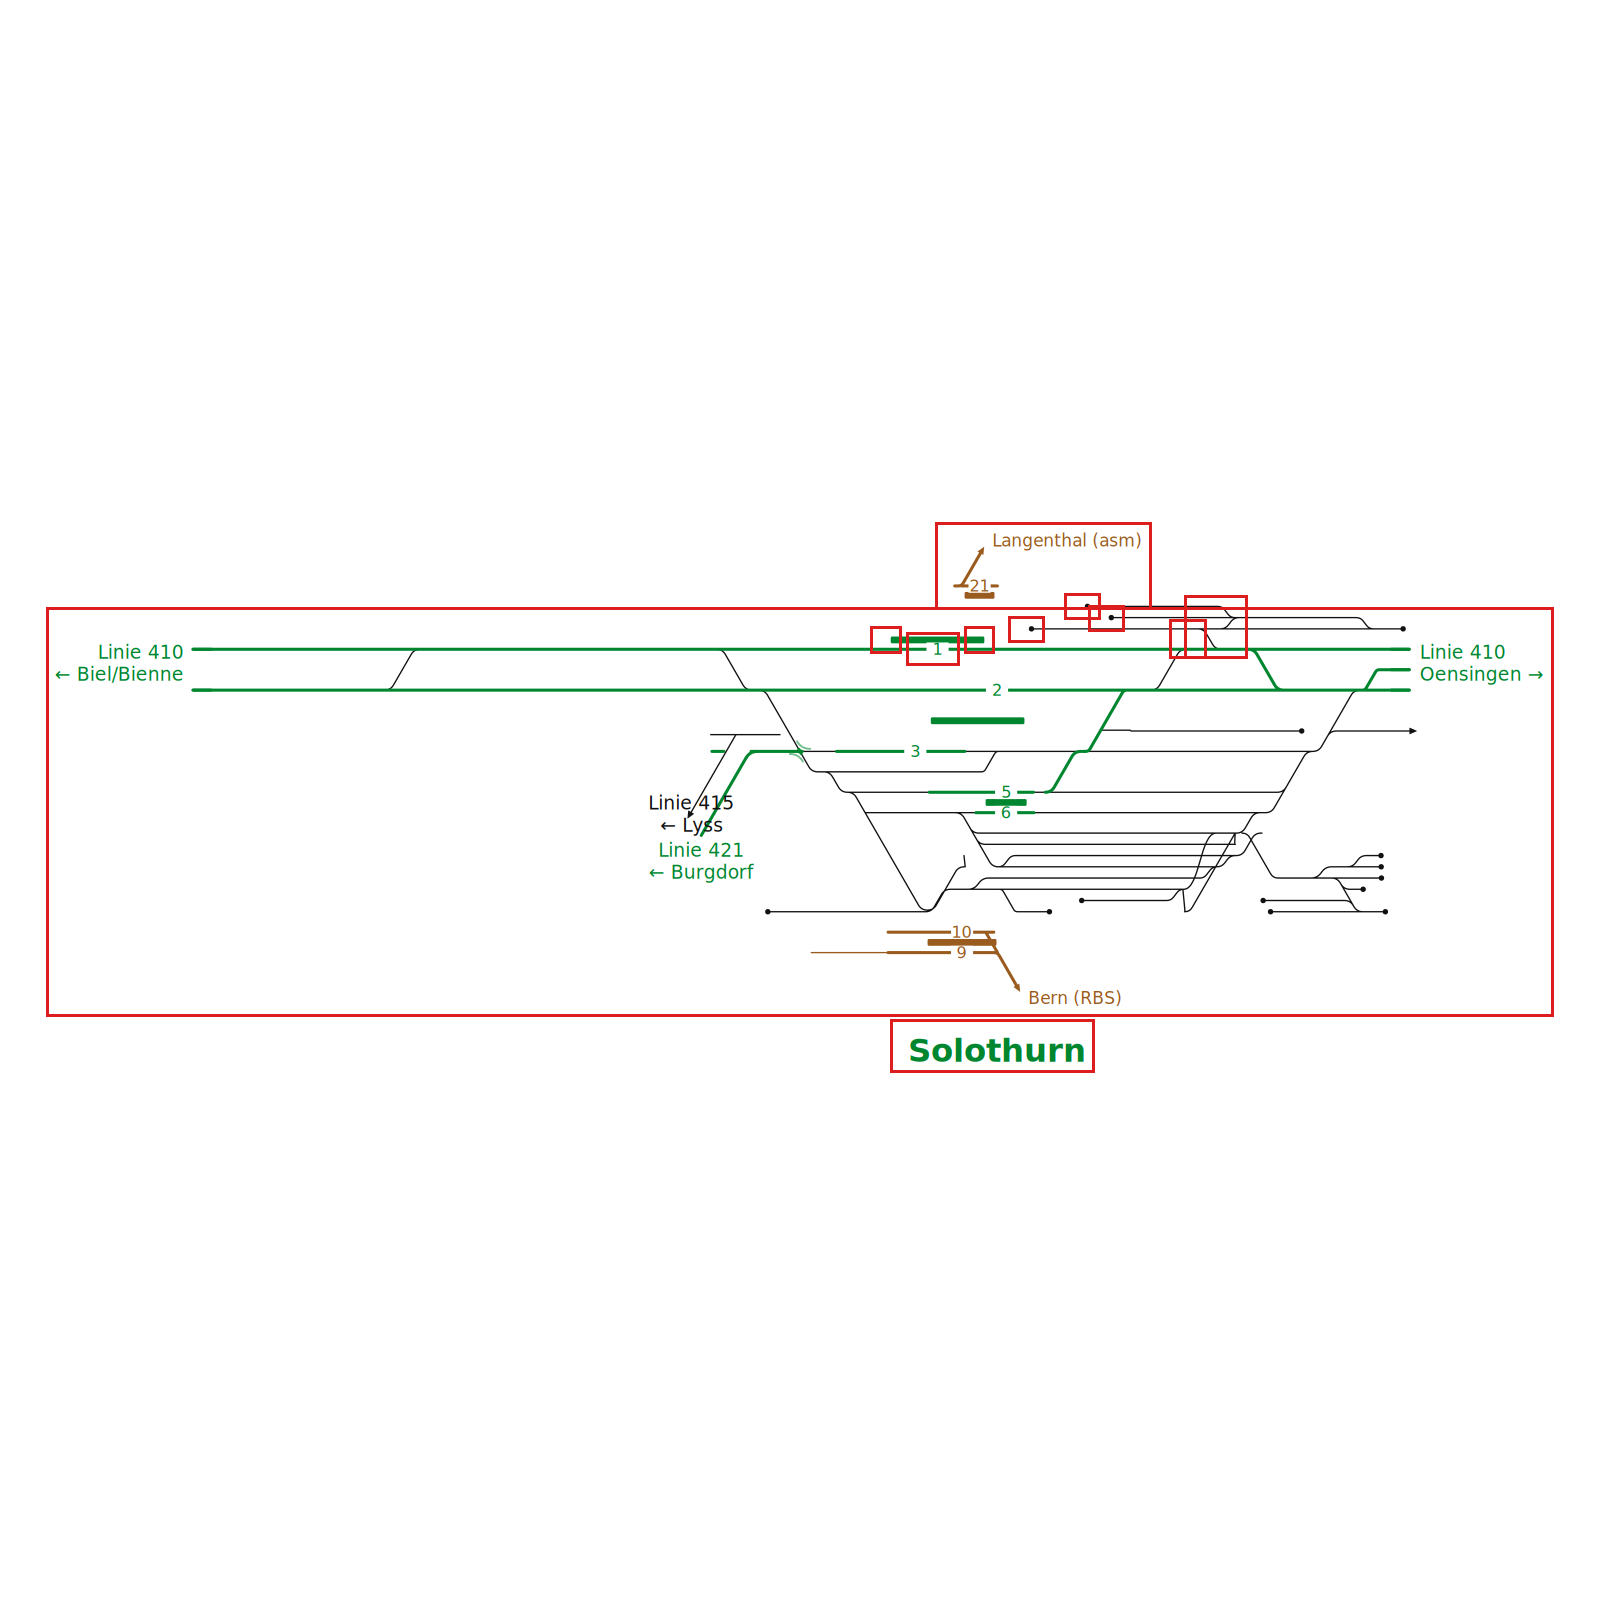 Langenthal (asm)
21
Linie 410
← Biel/Bienne
1
Linie 410
Oensingen →
2
3
Linie 415
← Lyss
5
6
Linie 421
← Burgdorf
10
9
Bern (RBS)
Solothurn